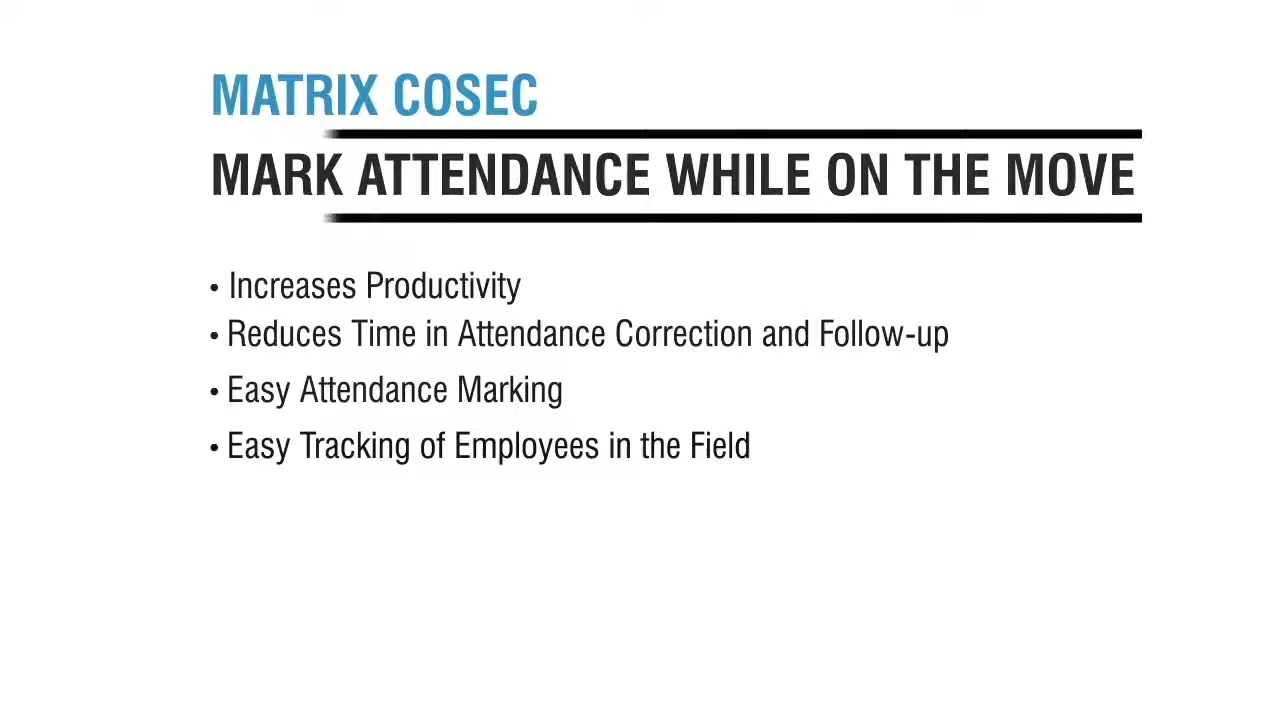 MATRIX COSEC
MARK ATTENDANCE WHILE ON THE MOVE
• Increases Productivity
• Reduces Time in Attendance Correction and Follow-up
• Easy Attendance Marking
• Easy Tracking of Employees in the Field